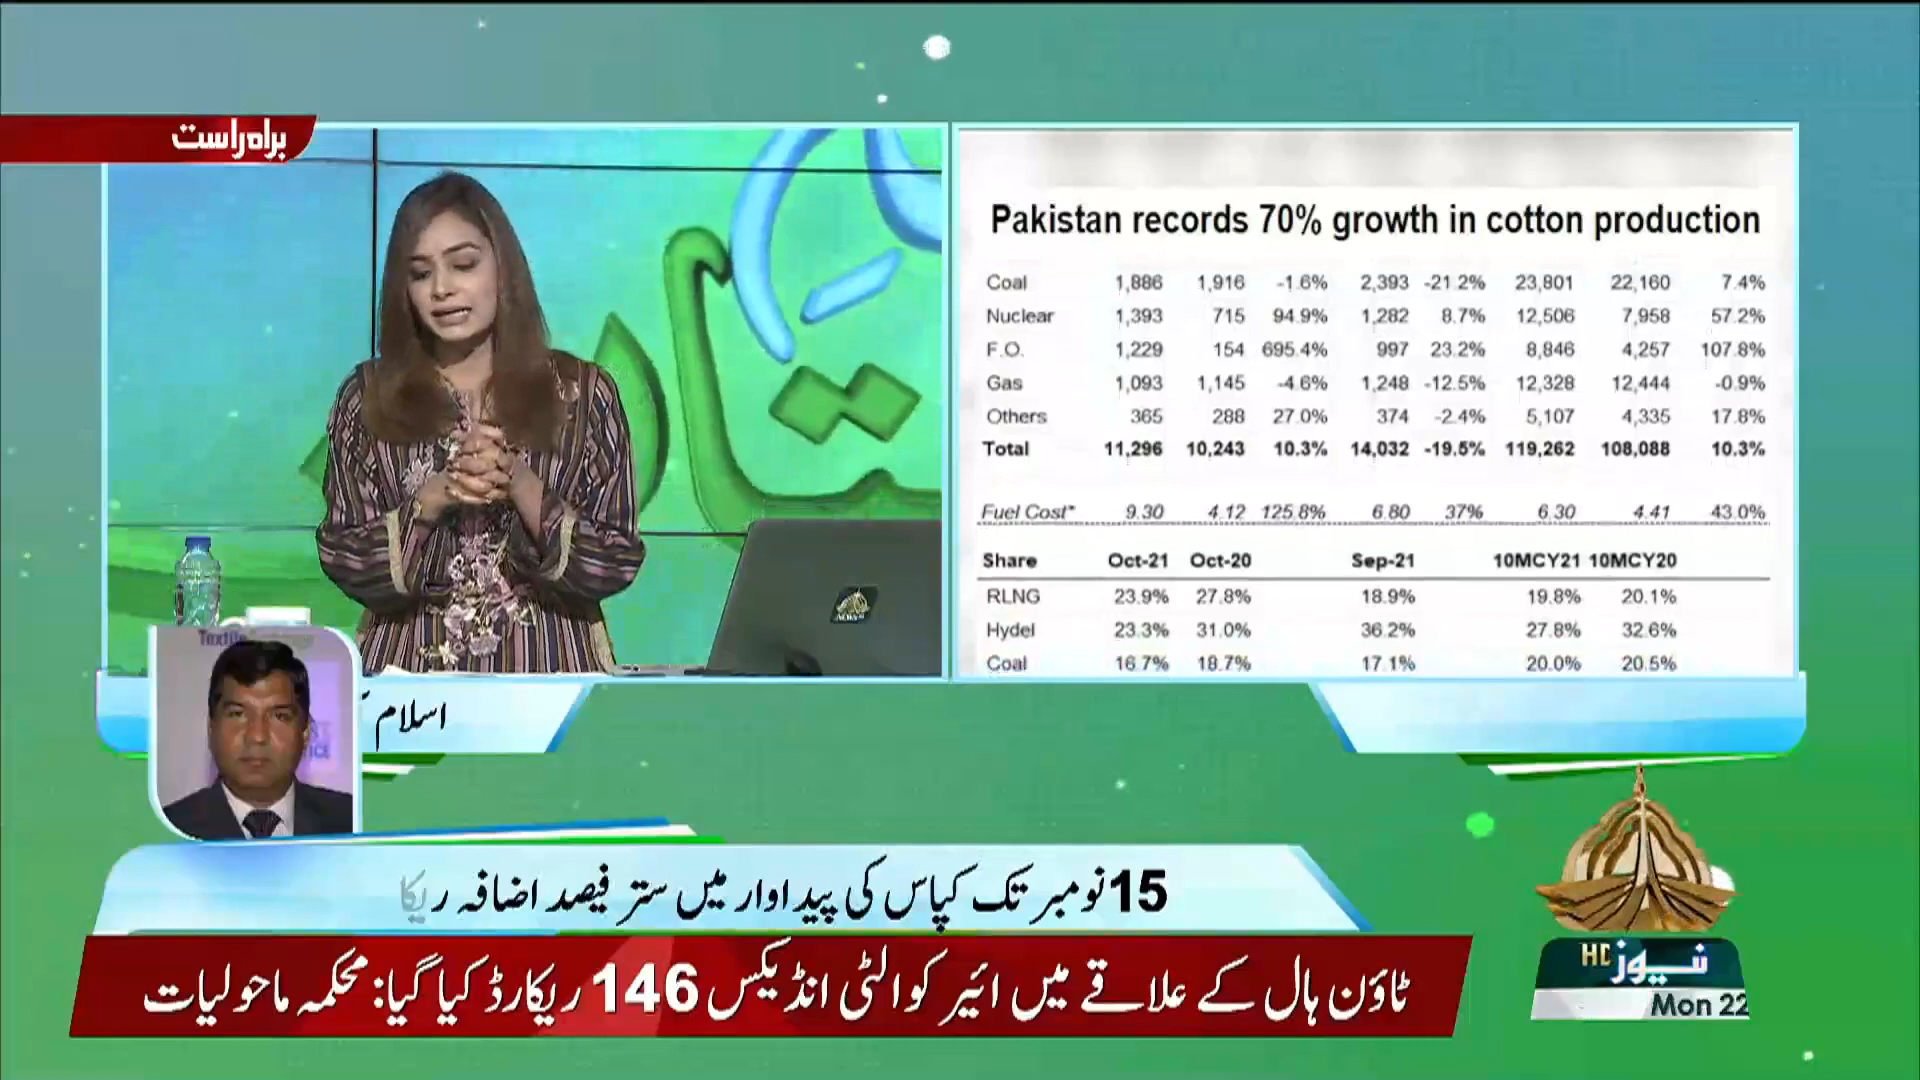 براہ راست
Pakistan records 70% growth in cotton production
Coal 1,886 1,916 -1.6% 2,393 -21.2% 23,801 22,160 7.4%
Nuclear 1,393 715 94.9% 1,282 8.7% 12,506 7,958 57.2%
F.O. 1,229 154 695.4% 997 23.2% 8,846 4,257 107.8%
Gas 1,093 1,145 -4.6% 1,248 -12.5% 12,328 12,444 -0.9%
Others 365 288 27.0% 374 -2.4% 5,107 4,335 17.8%
Total 11,296 10,243 10.3% 14,032 -19.5% 119,262 108,088 10.3%
Fuel Cost* 9.30 4.12 125.8% 6.80 37% 6.30 4.41 43.0%
Share Oct-21 Oct-20 Sep-21 10MCY21 10MCY20
RLNG 23.9% 27.8% 18.9% 19.8% 20.1%
Hydel 23.3% 31.0% 36.2% 27.8% 32.6%
Coal 16.7% 18.7% 17.1% 20.0% 20.5%
NEWS
Textile
اسلام
15 نومبر تک کپاس کی پیداوار میں ستر فیصد اضافہ ریکا
ٹاؤن ہال کے علاقے میں ائیر کوالٹی انڈیکس 146 ریکارڈ کیا گیا: محکمہ ماحولیات
نیوز HD
Mon 22